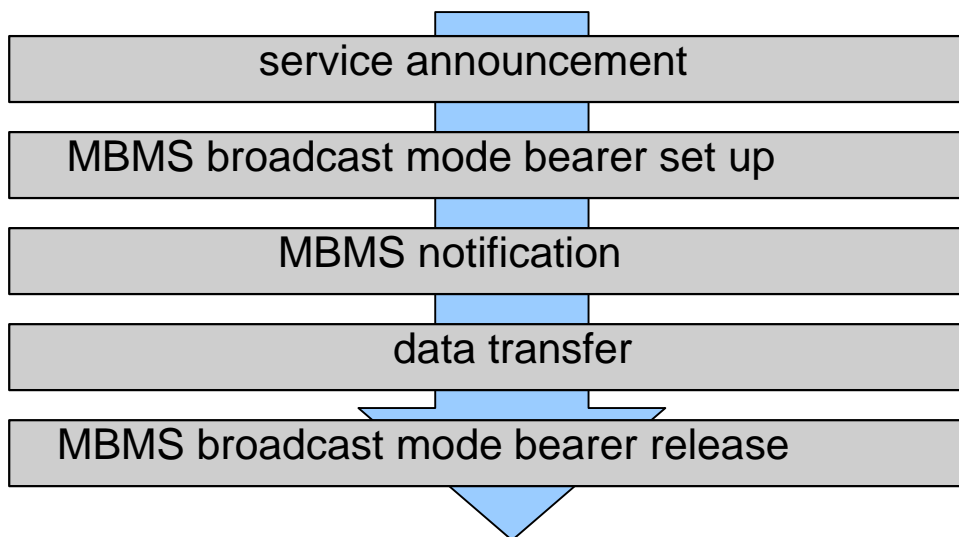 service announcement
MBMS broadcast mode bearer set up
MBMS notification
data transfer
MBMS broadcast mode bearer release